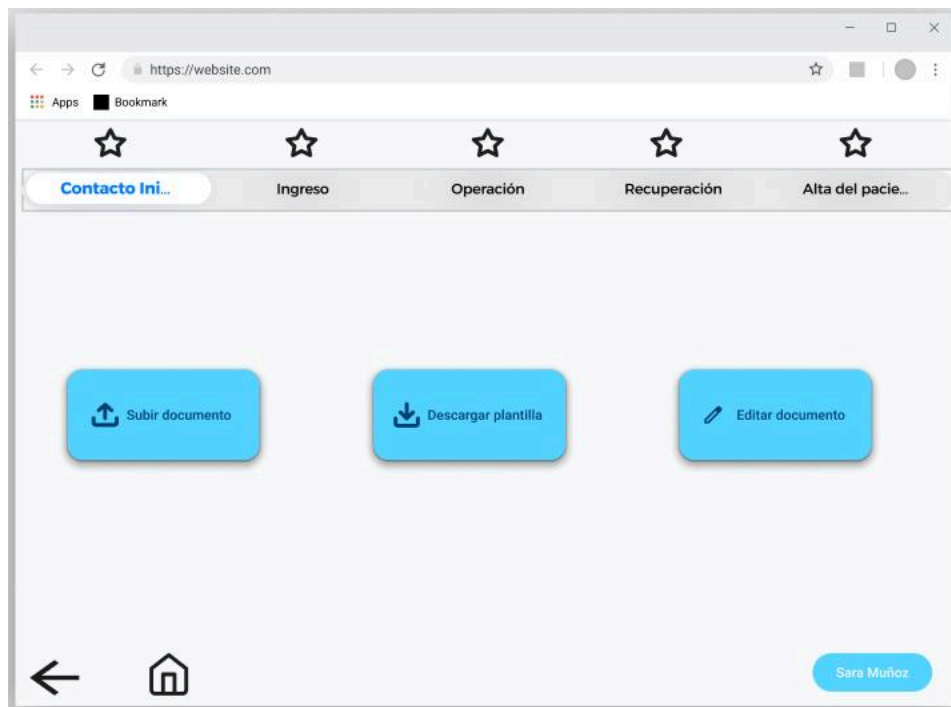 https://website.com
Apps Bookmark
Contacto Ini... Ingreso Operación Recuperación Alta del pacie...
Subir documento Descargar plantilla Editar documento
Sara Muñoz